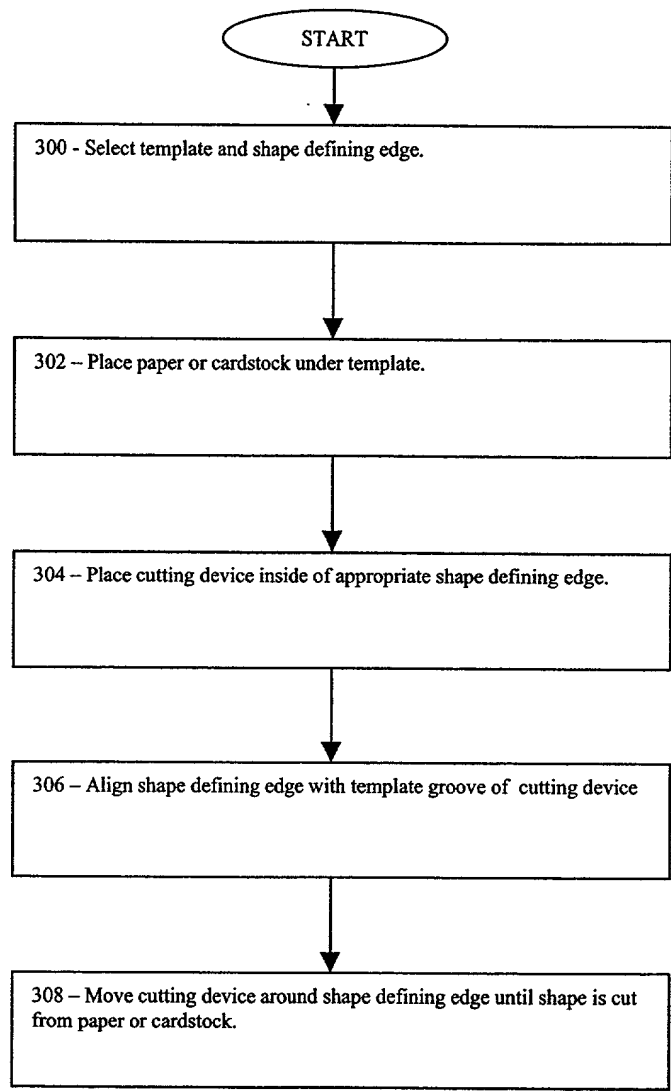 START
300 - Select template and shape defining edge.
302 – Place paper or cardstock under template.
304 – Place cutting device inside of appropriate shape defining edge.
306 – Align shape defining edge with template groove of cutting device
308 – Move cutting device around shape defining edge until shape is cut
from paper or cardstock.